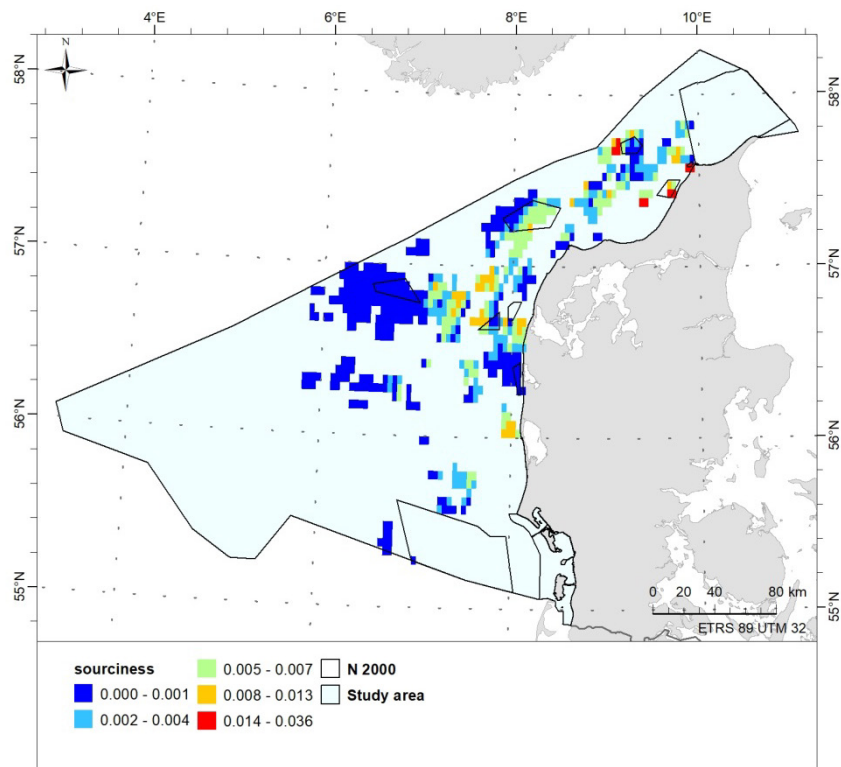 4°E 6°E 8°E 10°E
N
58°N 58°N
57°N 57°N
56°N 56°N
55°N 55°N
0 20 40 80 km
ETRS 89 UTM 32
sourciness
0.000 - 0.001
0.002 - 0.004
0.005 - 0.007
0.008 - 0.013
0.014 - 0.036
N 2000
Study area